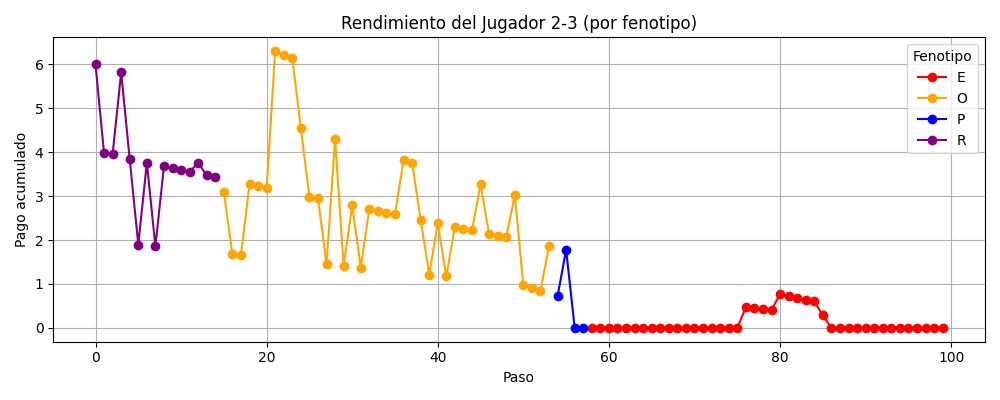 Rendimiento del Jugador 2-3 (por fenotipo)
Pago acumulado
6
5
4
3
2
1
0
Fenotipo
E
O
P
R
0 20 40 60 80 100
Paso